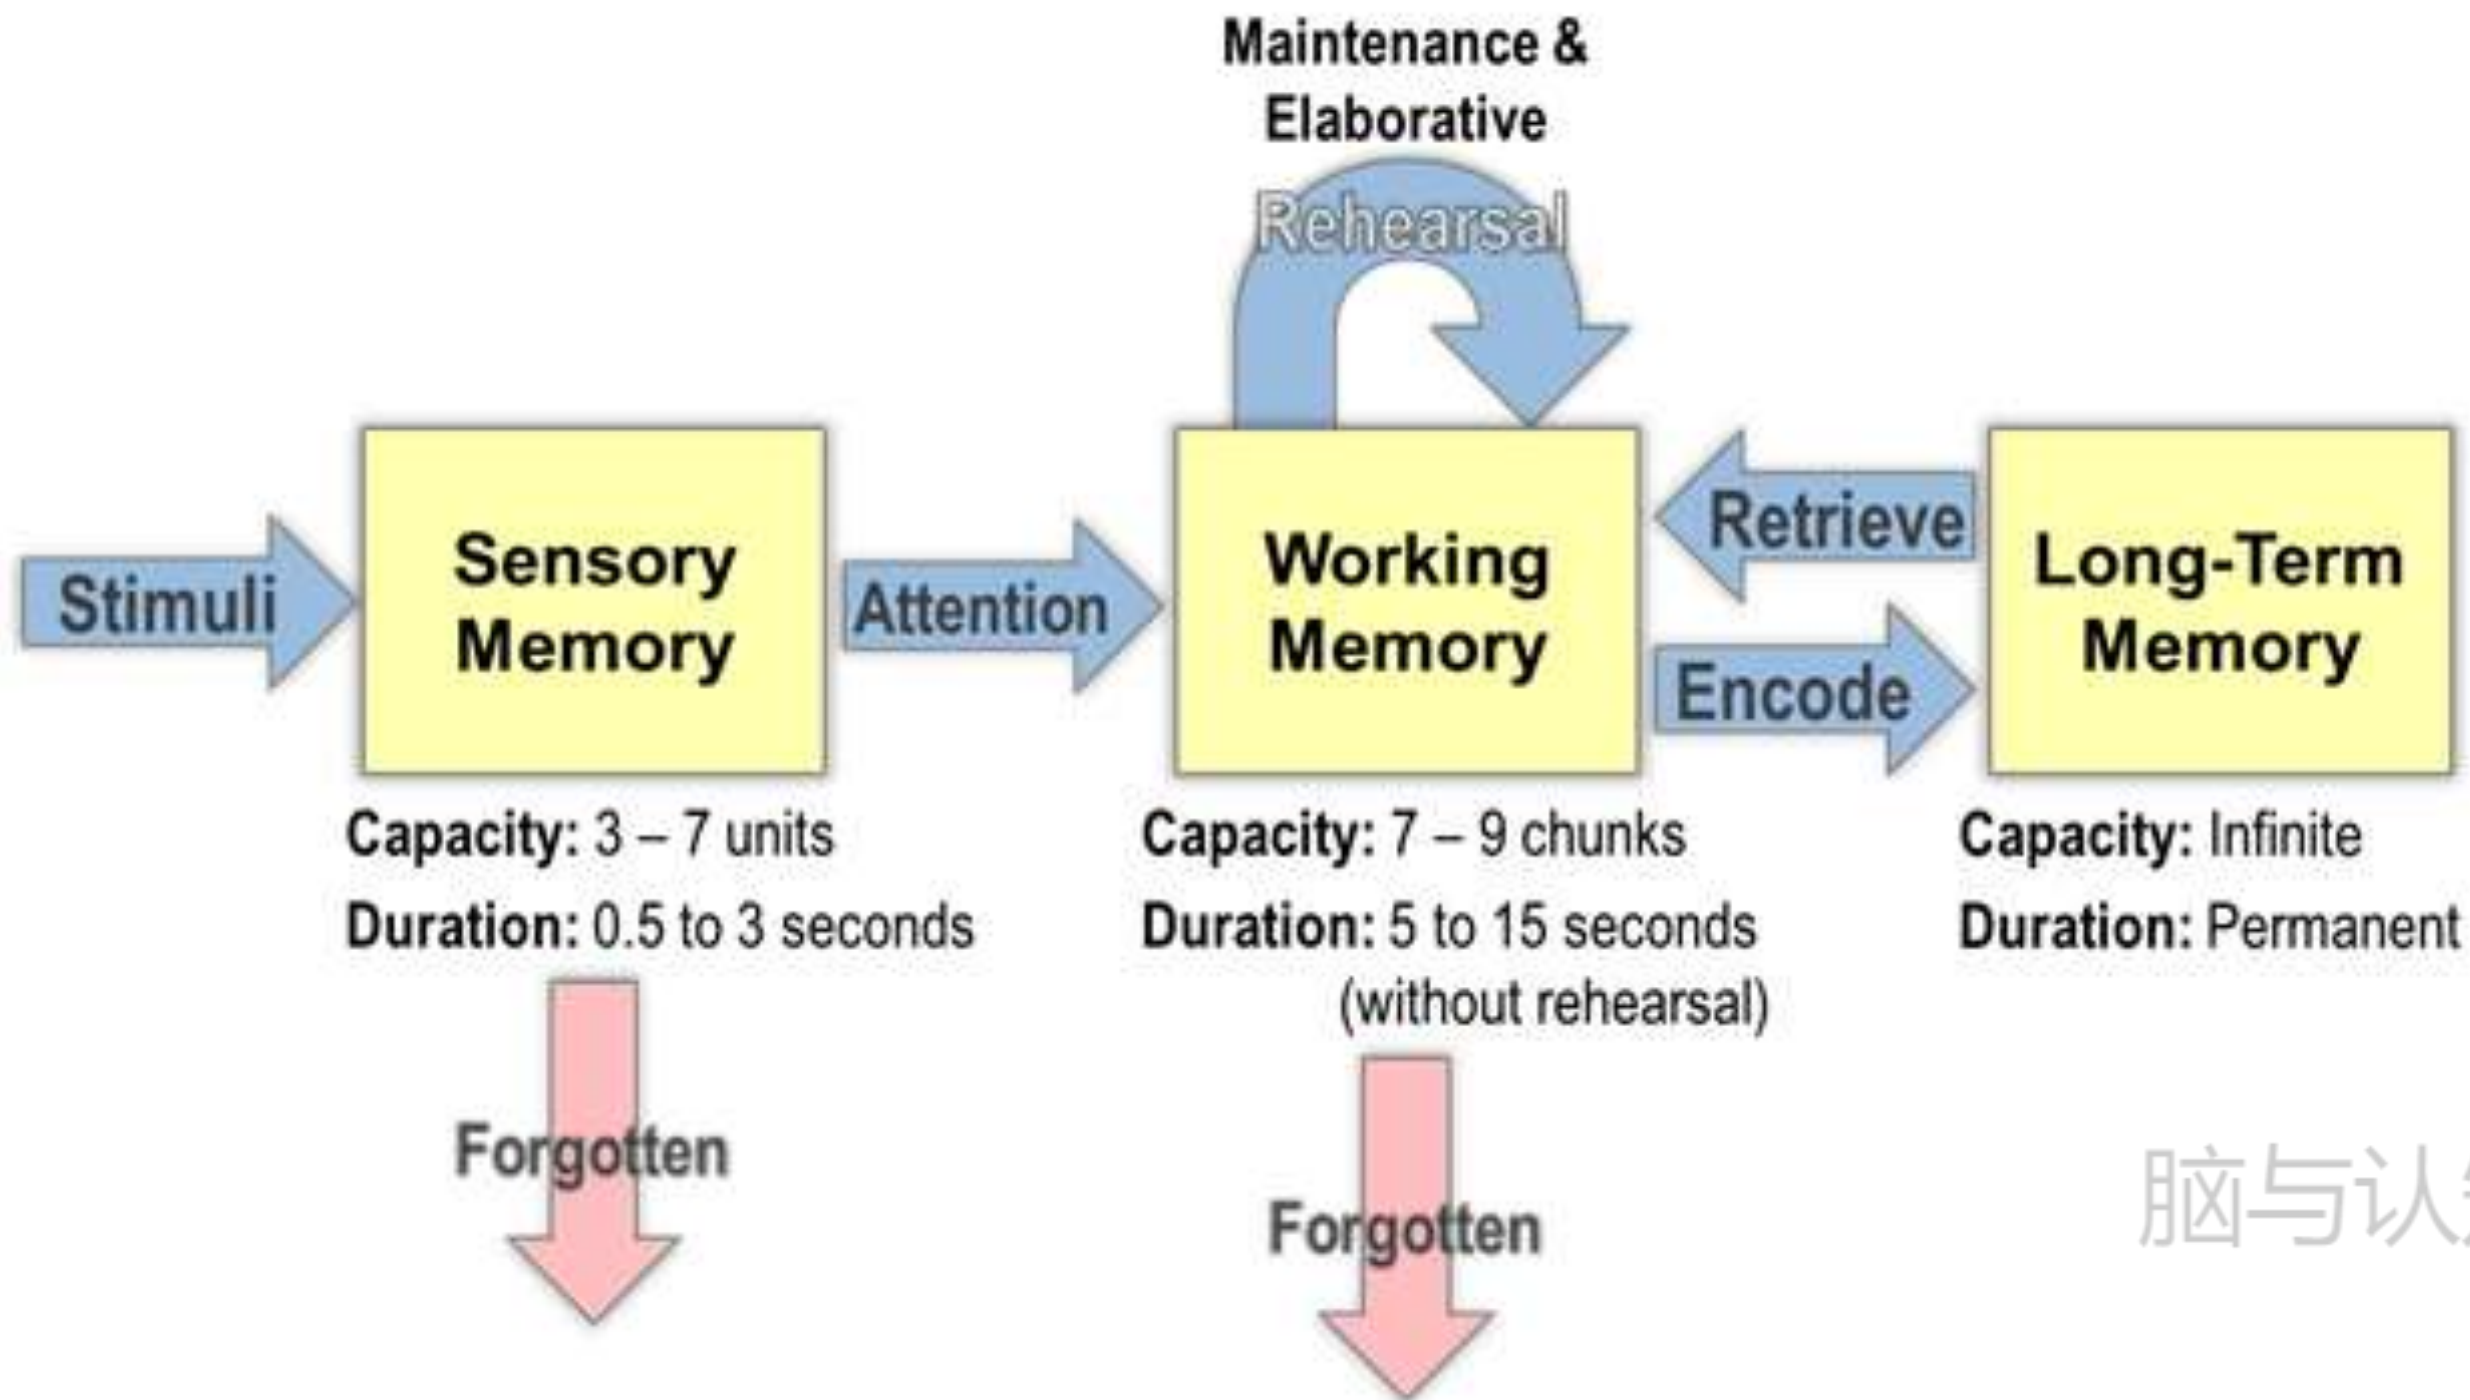 Maintenance &
Elaborative
Rehearsal
Stimuli
Sensory
Memory
Attention
Working
Memory
Retrieve
Encode
Long-Term
Memory
Capacity: 3 – 7 units
Duration: 0.5 to 3 seconds
Capacity: 7 – 9 chunks
Duration: 5 to 15 seconds
(without rehearsal)
Capacity: Infinite
Duration: Permanent
Forgotten
Forgotten
脑与认